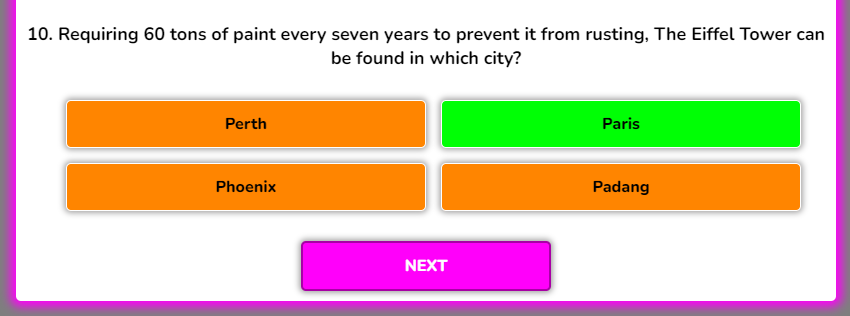 10. Requiring 60 tons of paint every seven years to prevent it from rusting, The Eiffel Tower can
be found in which city?
Perth
Paris
Phoenix
Padang
NEXT